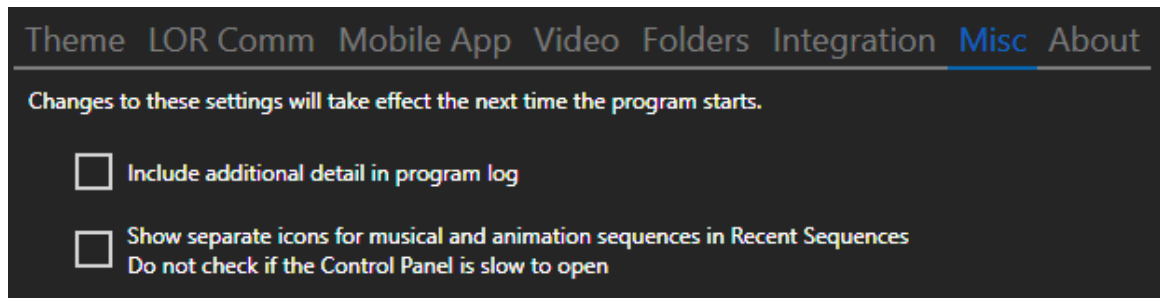 Theme LOR Comm Mobile App Video Folders Integration Misc About
Changes to these settings will take effect the next time the program starts.
Include additional detail in program log
Show separate icons for musical and animation sequences in Recent Sequences
Do not check if the Control Panel is slow to open